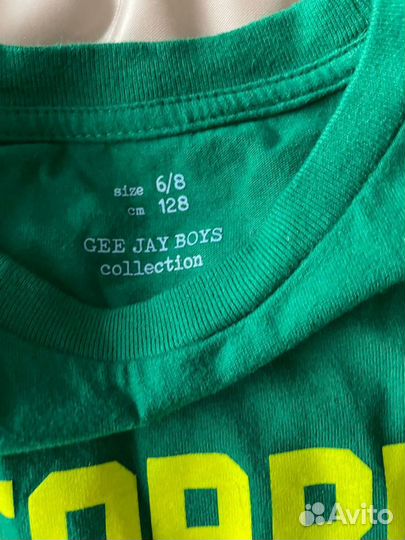 size 6/8
cm 128
GEE JAY BOYS
collection
Avito